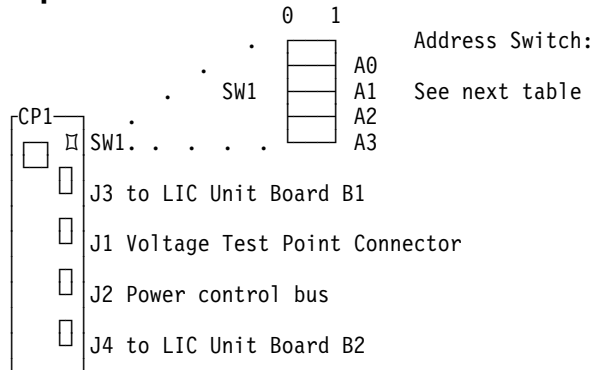 0 1
Address Switch:
A0
SW1 A1 See next table
A2
CP1
SW1. . . . . A3
J3 to LIC Unit Board B1
J1 Voltage Test Point Connector
J2 Power control bus
J4 to LIC Unit Board B2